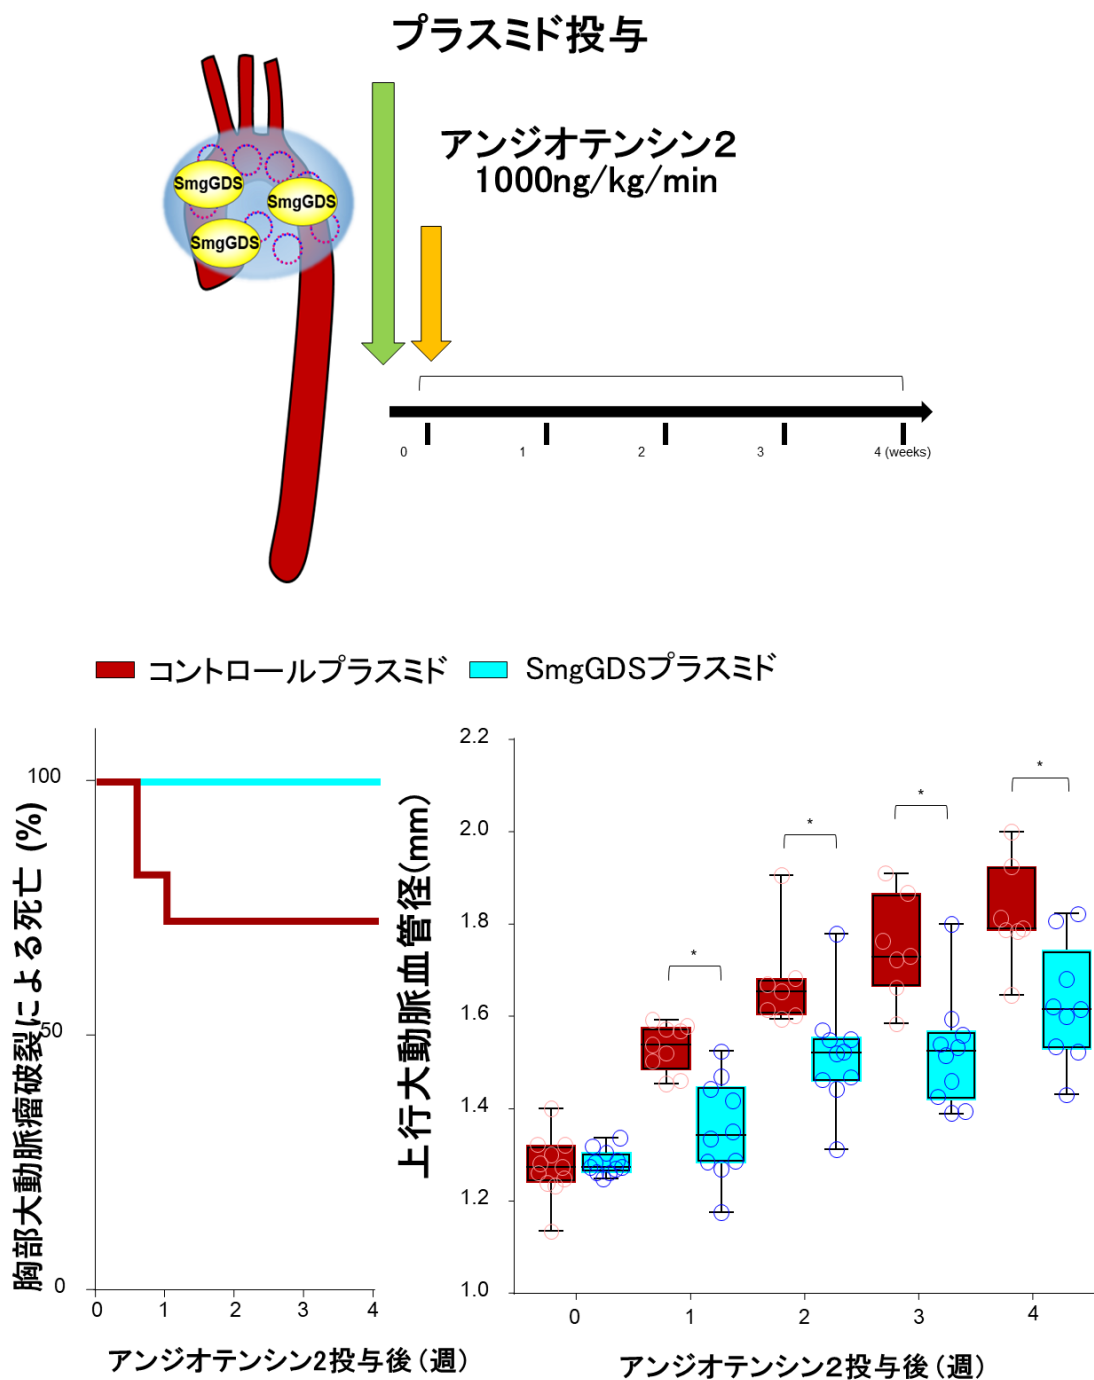 プラスミド投与
アンジオテンシン2
1000ng/kg/min
SmgGDS
SmgGDS
SmgGDS
0 1 2 3 4 (weeks)
コントロールプラスミド SmgGDSプラスミド
胸部大動脈瘤破裂による死亡 (%)
100
50
0
0 1 2 3 4
アンジオテンシン2投与後（週）
上行大動脈血管径(mm)
2.2
2.0
1.8
1.6
1.4
1.2
1.0
* * * *
0 1 2 3 4
アンジオテンシン２投与後（週）